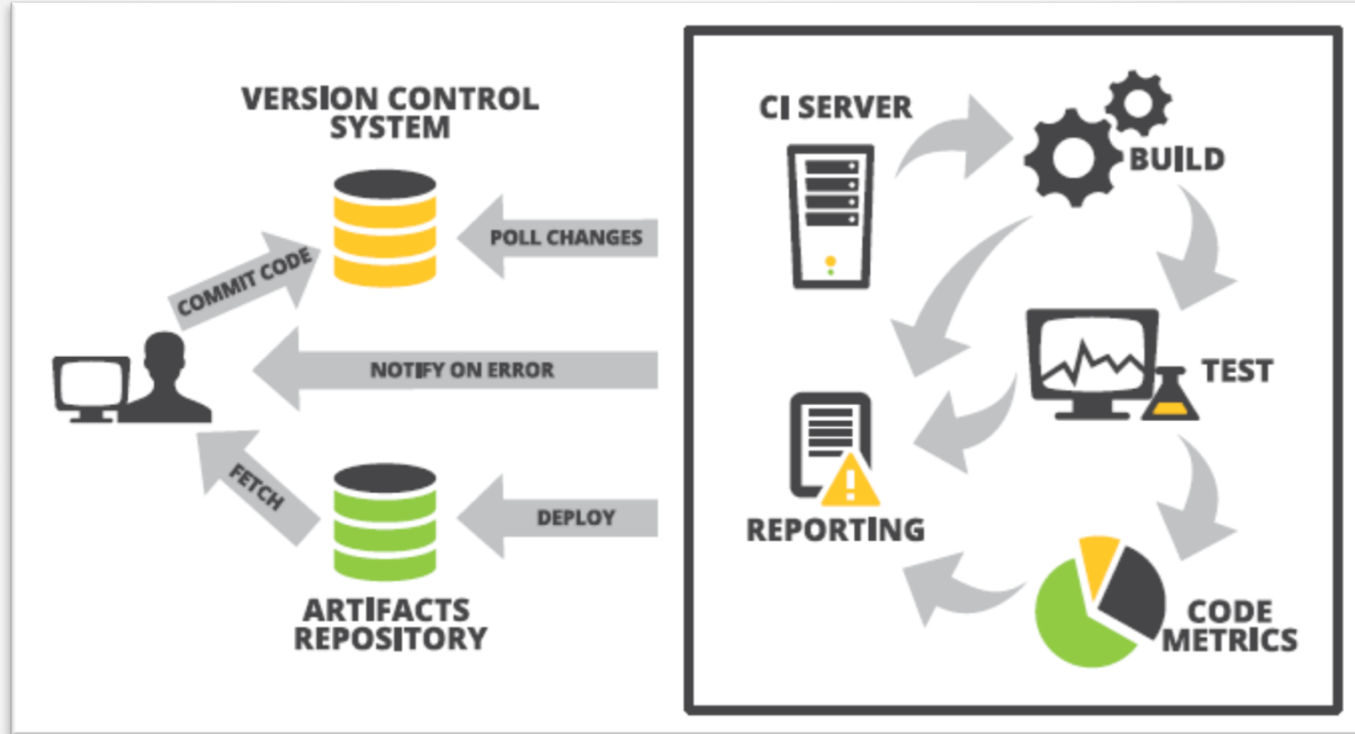 VERSION CONTROL
SYSTEM
CI SERVER
BUILD
POLL CHANGES
COMMIT CODE
NOTIFY ON ERROR
TEST
FETCH
DEPLOY
REPORTING
ARTIFACTS
REPOSITORY
CODE
METRICS